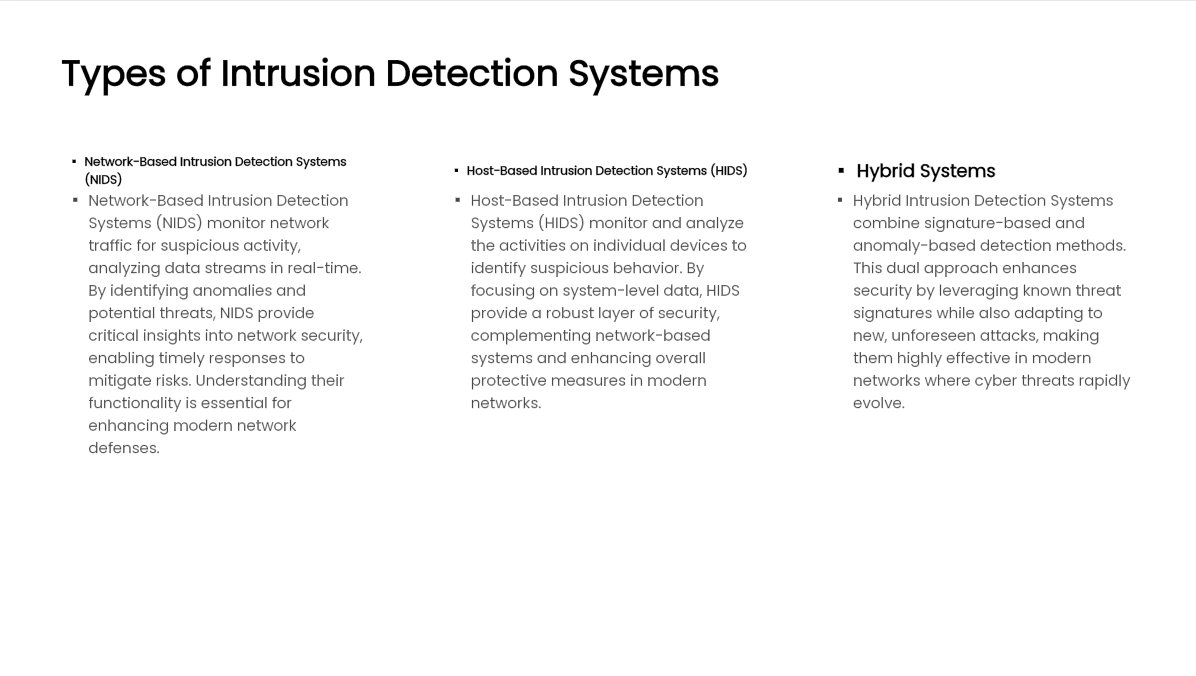 Types of Intrusion Detection Systems
▪ Network-Based Intrusion Detection Systems
(NIDS)
▪ Network-Based Intrusion Detection
Systems (NIDS) monitor network
traffic for suspicious activity,
analyzing data streams in real-time.
By identifying anomalies and
potential threats, NIDS provide
critical insights into network security,
enabling timely responses to
mitigate risks. Understanding their
functionality is essential for
enhancing modern network
defenses.
▪ Host-Based Intrusion Detection Systems (HIDS)
▪ Host-Based Intrusion Detection
Systems (HIDS) monitor and analyze
the activities on individual devices to
identify suspicious behavior. By
focusing on system-level data, HIDS
provide a robust layer of security,
complementing network-based
systems and enhancing overall
protective measures in modern
networks.
▪ Hybrid Systems
▪ Hybrid Intrusion Detection Systems
combine signature-based and
anomaly-based detection methods.
This dual approach enhances
security by leveraging known threat
signatures while also adapting to
new, unforeseen attacks, making
them highly effective in modern
networks where cyber threats rapidly
evolve.